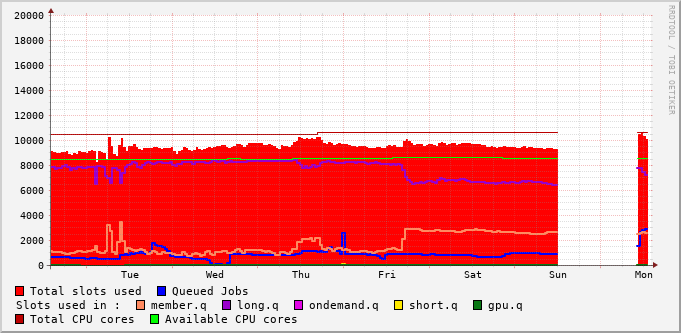 20000
18000
16000
14000
12000
10000
8000
6000
4000
2000
0
Tue Wed Thu Fri Sat Sun Mon
RRDTOOL / TOBI OETIKER
Total slots used Queued Jobs
Slots used in : member.q long.q ondemand.q short.q gpu.q
Total CPU cores Available CPU cores